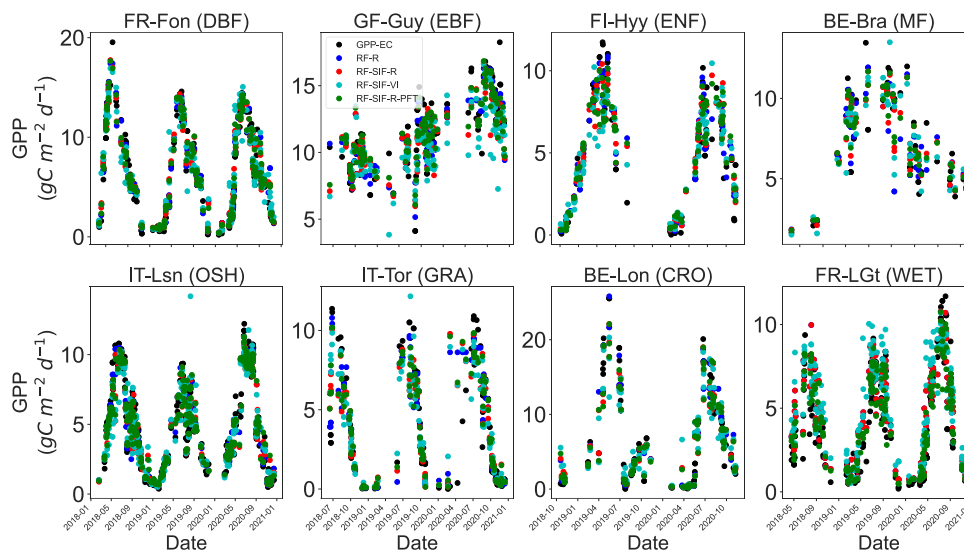 FR-Fon (DBF)
GF-Guy (EBF)
FI-Hyy (ENF)
BE-Bra (MF)
GPP
(gC m⁻² d⁻¹)
20
10
0
15
10
5
10
5
0
10
5
GPP-EC
RF-R
RF-SIF-R
RF-SIF-VI
RF-SIF-R-PFT
IT-Lsn (OSH)
IT-Tor (GRA)
BE-Lon (CRO)
FR-LGt (WET)
GPP
(gC m⁻² d⁻¹)
10
5
0
10
5
0
20
10
0
10
5
0
2018-01 2018-05 2018-09 2019-01 2019-05 2019-09 2020-01 2020-05 2020-09 2021-01
2018-07 2018-10 2019-01 2019-04 2019-07 2019-10 2020-01 2020-04 2020-07 2020-10 2021-01
2018-10 2019-01 2019-04 2019-07 2019-10 2020-01 2020-04 2020-07 2020-10
2018-05 2018-09 2019-01 2019-05 2019-09 2020-01 2020-05 2020-09
Date
Date
Date
Date